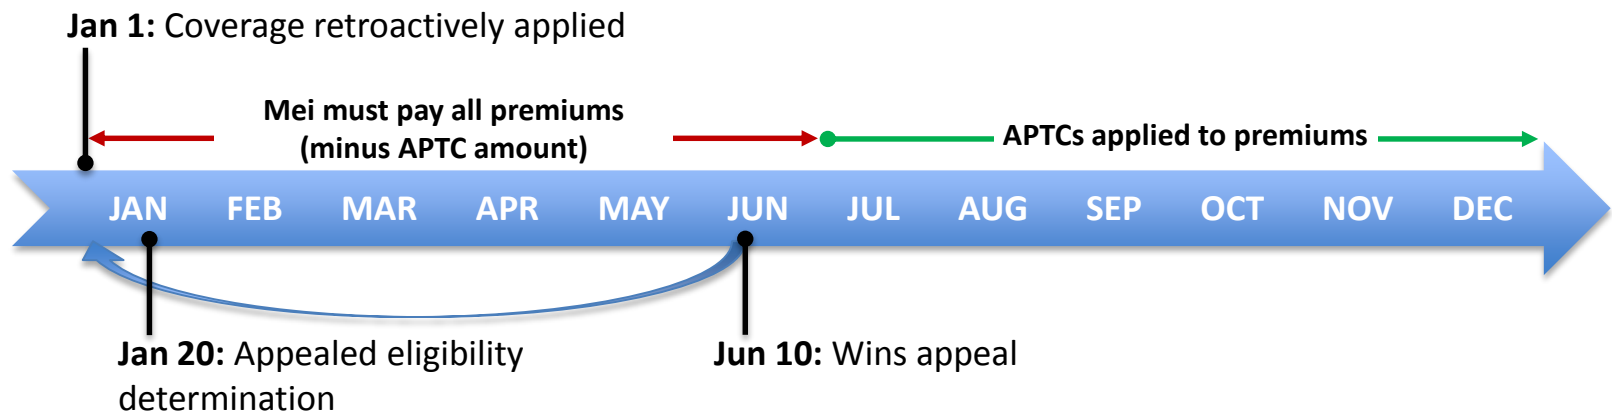 Jan 1: Coverage retroactively applied
Mei must pay all premiums
(minus APTC amount)
APTCs applied to premiums
JAN FEB MAR APR MAY JUN JUL AUG SEP OCT NOV DEC
Jan 20: Appealed eligibility
determination
Jun 10: Wins appeal